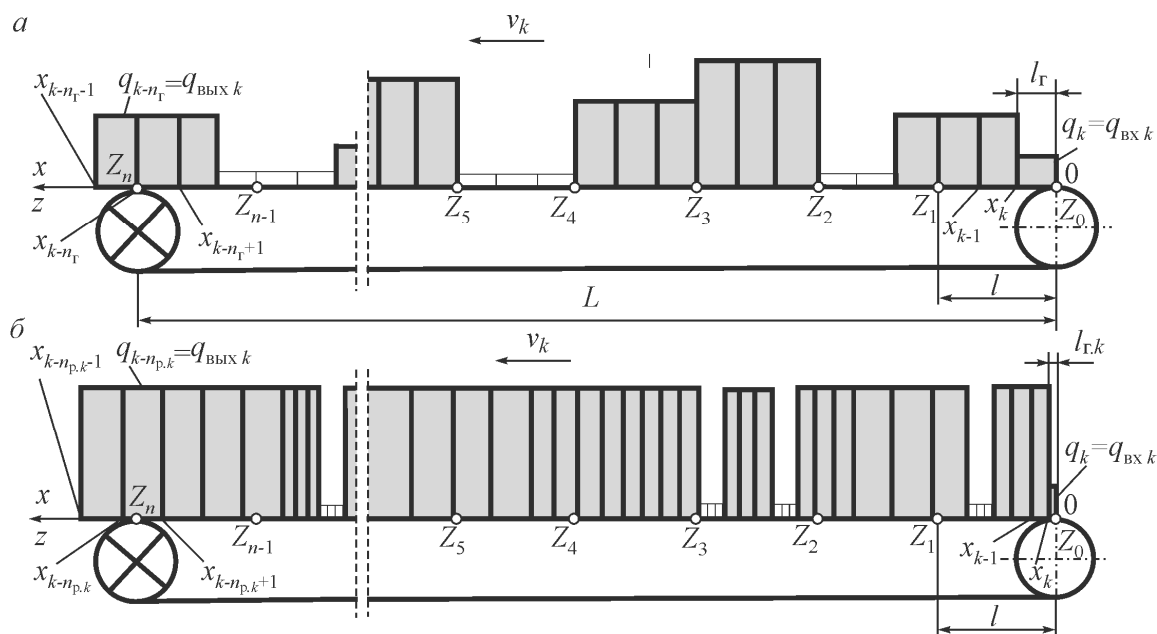 а
v_k
x_{k-n_г-1}
q_{k-n_г}=q_{вых k}
l_г
q_k=q_{вх k}
x
Z_n
0
z
Z_{n-1}
Z_5
Z_4
Z_3
Z_2
Z_1
x_{k-1}
x_k
Z_0
x_{k-n_г}
x_{k-n_г+1}
l
L
б
x_{k-n_{р.k}-1}
q_{k-n_{р.k}}=q_{вых k}
v_k
l_{г.k}
q_k=q_{вх k}
x
Z_n
0
z
Z_{n-1}
Z_5
Z_4
Z_3
Z_2
Z_1
x_{k-1}
x_k
Z_0
x_{k-n_{р.k}}
x_{k-n_{р.k}+1}
l